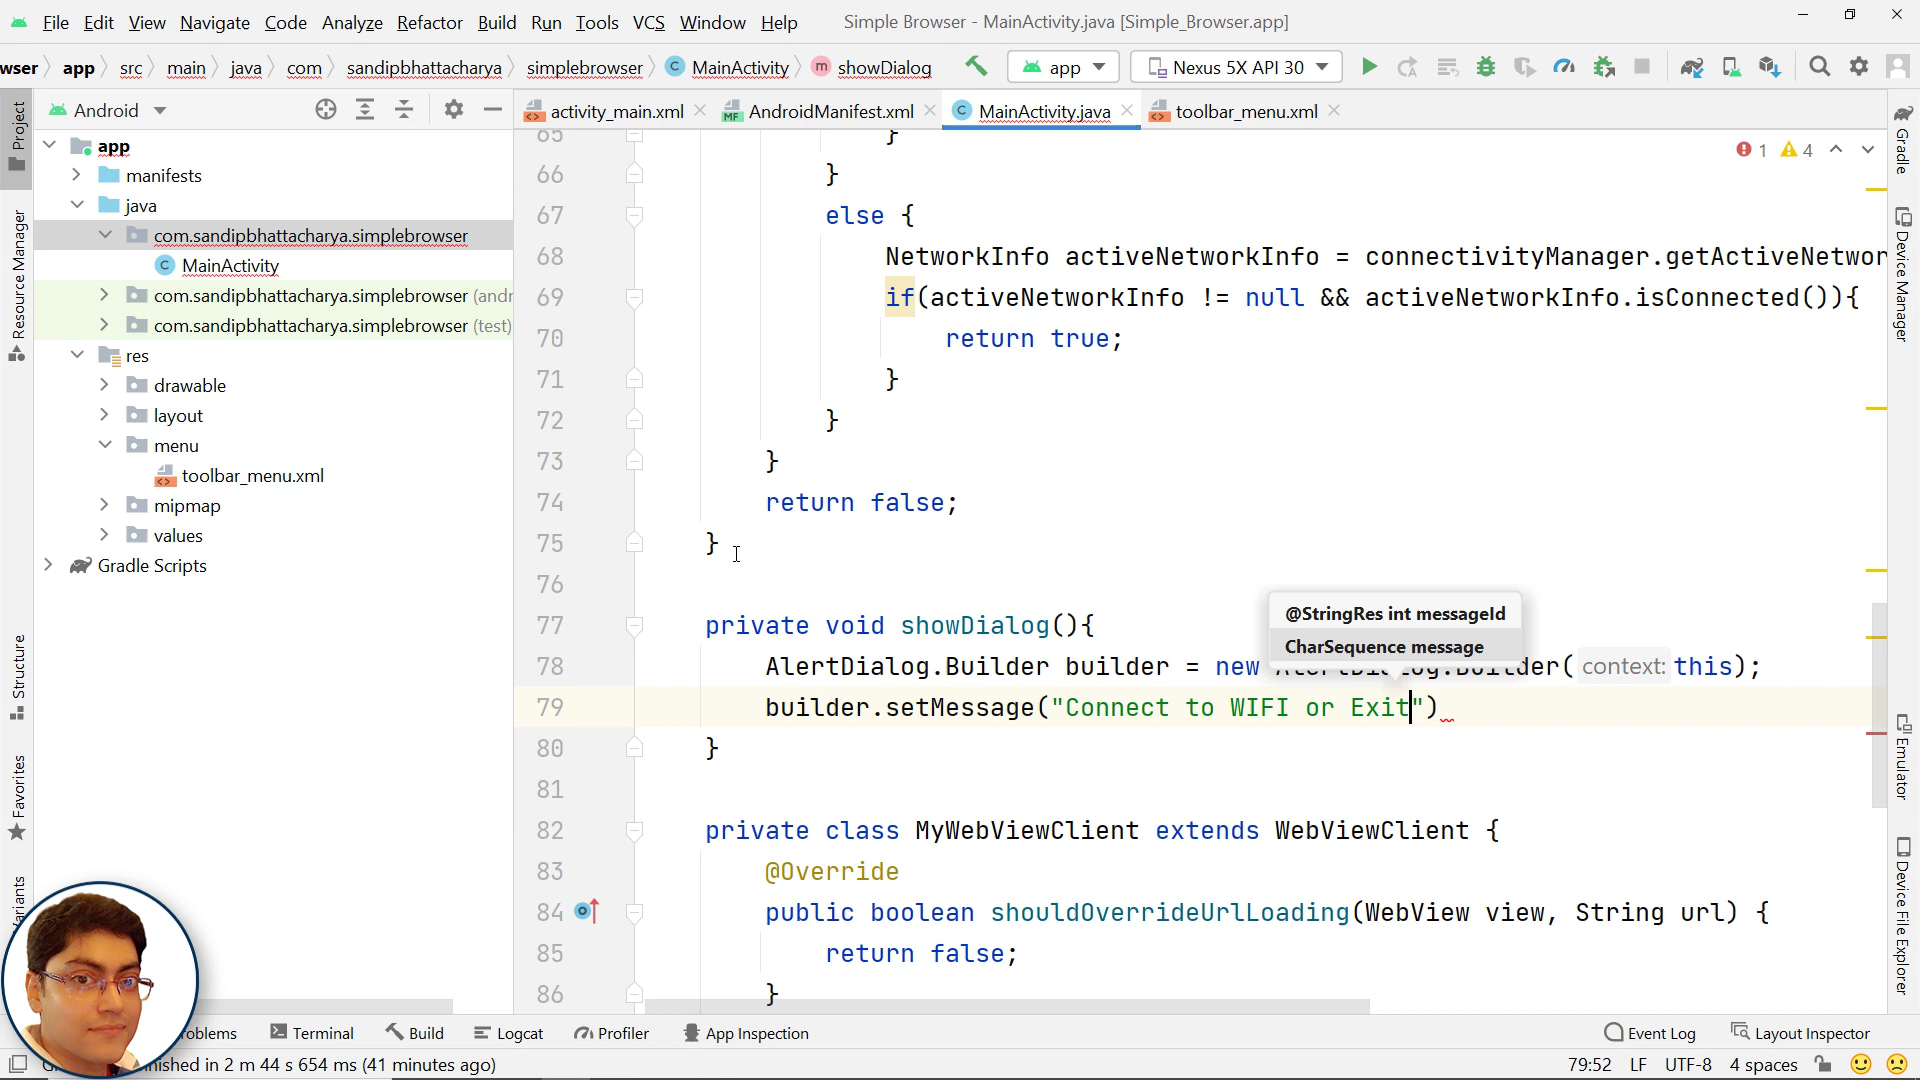 File Edit View Navigate Code Analyze Refactor Build Run Tools VCS Window Help Simple Browser - MainActivity.java [Simple_Browser.app]
wser app src main java com sandipbhattacharya simplebrowser C MainActivity m showDialog app Nexus 5X API 30
Android
activity_main.xml
MF AndroidManifest.xml
C MainActivity.java
toolbar_menu.xml
Project
Resource Manager
Structure
Favorites
app
manifests
java
com.sandipbhattacharya.simplebrowser
C MainActivity
com.sandipbhattacharya.simplebrowser (andr
com.sandipbhattacharya.simplebrowser (test)
res
drawable
layout
menu
toolbar_menu.xml
mipmap
values
Gradle Scripts
1 4
65 }
66 }
67 else {
68 NetworkInfo activeNetworkInfo = connectivityManager.getActiveNetwor
69 if(activeNetworkInfo != null && activeNetworkInfo.isConnected()){
70 return true;
71 }
72 }
73 }
74 return false;
75 }
76
77 private void showDialog(){
@StringRes int messageId
CharSequence message
78 AlertDialog.Builder builder = new AlertDialog.Builder( context: this);
79 builder.setMessage("Connect to WIFI or Exit")
80 }
81
82 private class MyWebViewClient extends WebViewClient {
83 @Override
84 public boolean shouldOverrideUrlLoading(WebView view, String url) {
85 return false;
86 }
Gradle
Device Manager
Emulator
Device File Explorer
oblems Terminal Build Logcat Profiler App Inspection Event Log Layout Inspector
nished in 2 m 44 s 654 ms (41 minutes ago) 79:52 LF UTF-8 4 spaces